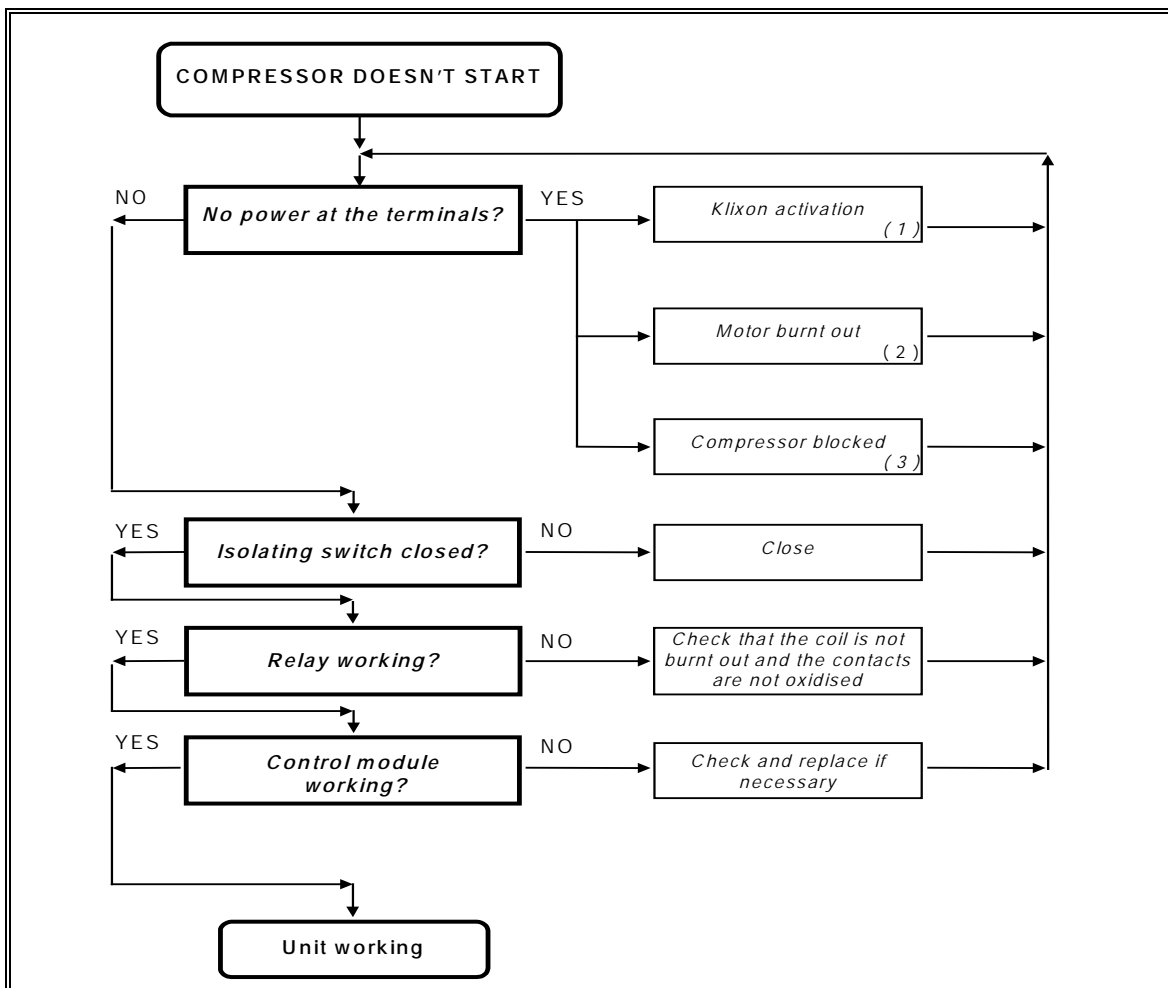 COMPRESSOR DOESN'T START
NO
No power at the terminals?
YES
Klixon activation
(1)
Motor burnt out
(2)
Compressor blocked
(3)
YES
Isolating switch closed?
NO
Close
YES
Relay working?
NO
Check that the coil is not
burnt out and the contacts
are not oxidised
YES
Control module
working?
NO
Check and replace if
necessary
Unit working